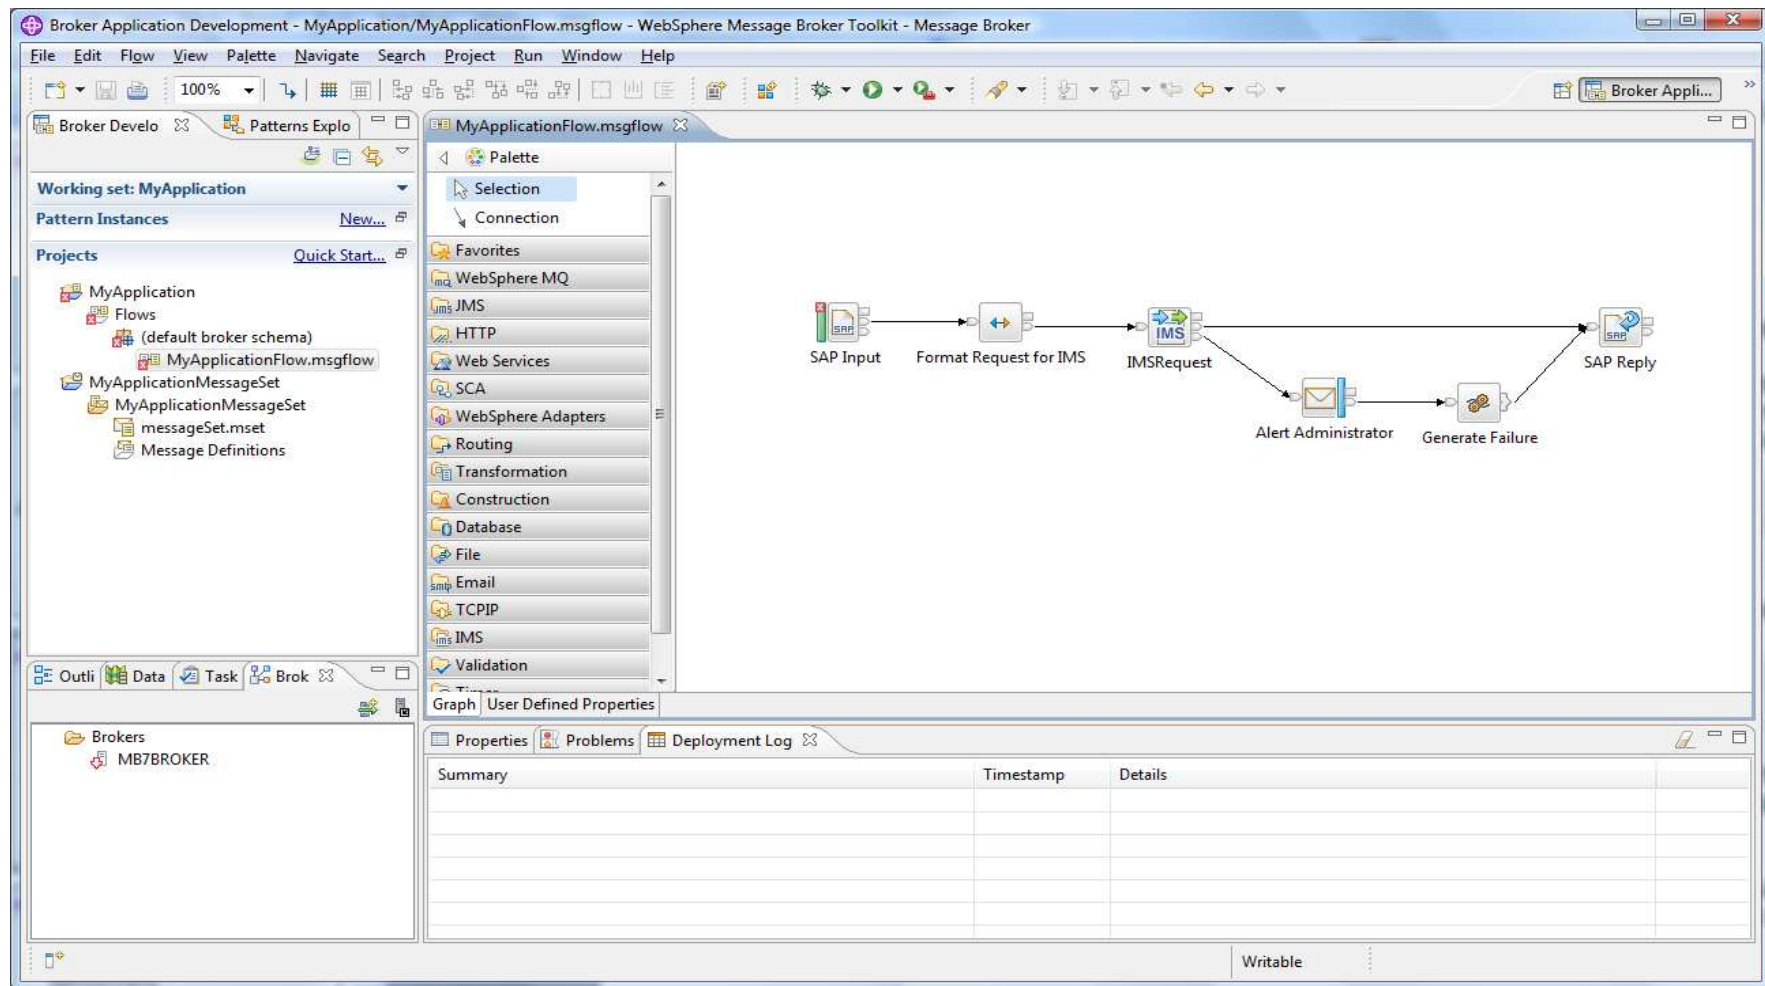 Broker Application Development - MyApplication/MyApplicationFlow.msgflow - WebSphere Message Broker Toolkit - Message Broker
File Edit Flow View Palette Navigate Search Project Run Window Help
100%
Broker Appli...
Broker Develo
Patterns Explo
Working set: MyApplication
Pattern Instances New...
Projects Quick Start...
MyApplication
Flows
(default broker schema)
MyApplicationFlow.msgflow
MyApplicationMessageSet
MyApplicationMessageSet
messageSet.mset
Message Definitions
Outli Data Task Brok
Brokers
MB7BROKER
MyApplicationFlow.msgflow
Palette
Selection
Connection
Favorites
WebSphere MQ
JMS
HTTP
Web Services
SCA
WebSphere Adapters
Routing
Transformation
Construction
Database
File
Email
TCPIP
IMS
Validation
SAP
SAP Input
Format Request for IMS
IMS
IMSRequest
Alert Administrator
Generate Failure
SAP
SAP Reply
Graph User Defined Properties
Properties Problems Deployment Log
Summary Timestamp Details
Writable